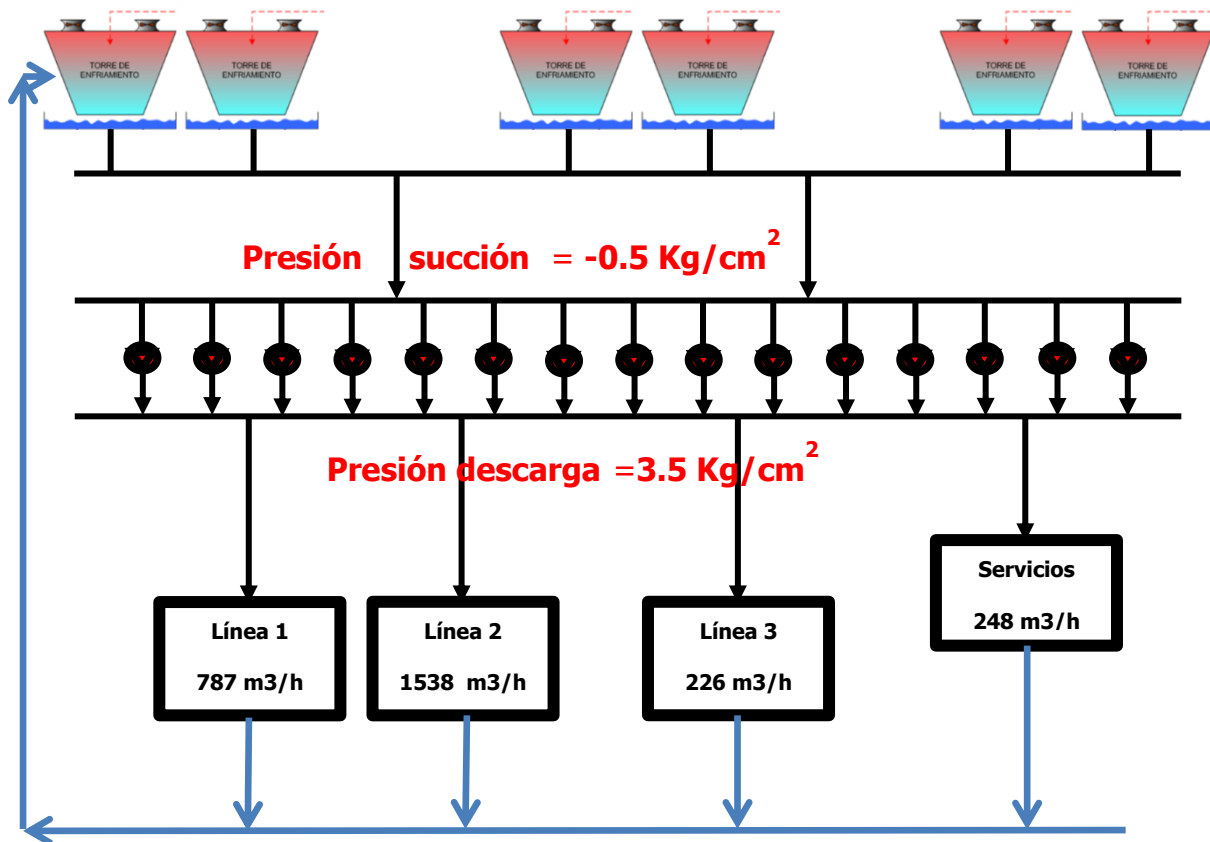 TORRE DE
ENFRIAMIENTO
TORRE DE
ENFRIAMIENTO
TORRE DE
ENFRIAMIENTO
TORRE DE
ENFRIAMIENTO
TORRE DE
ENFRIAMIENTO
TORRE DE
ENFRIAMIENTO
Presión succión = -0.5 Kg/cm²
Presión descarga =3.5 Kg/cm²
Servicios
248 m3/h
Línea 1
787 m3/h
Línea 2
1538 m3/h
Línea 3
226 m3/h